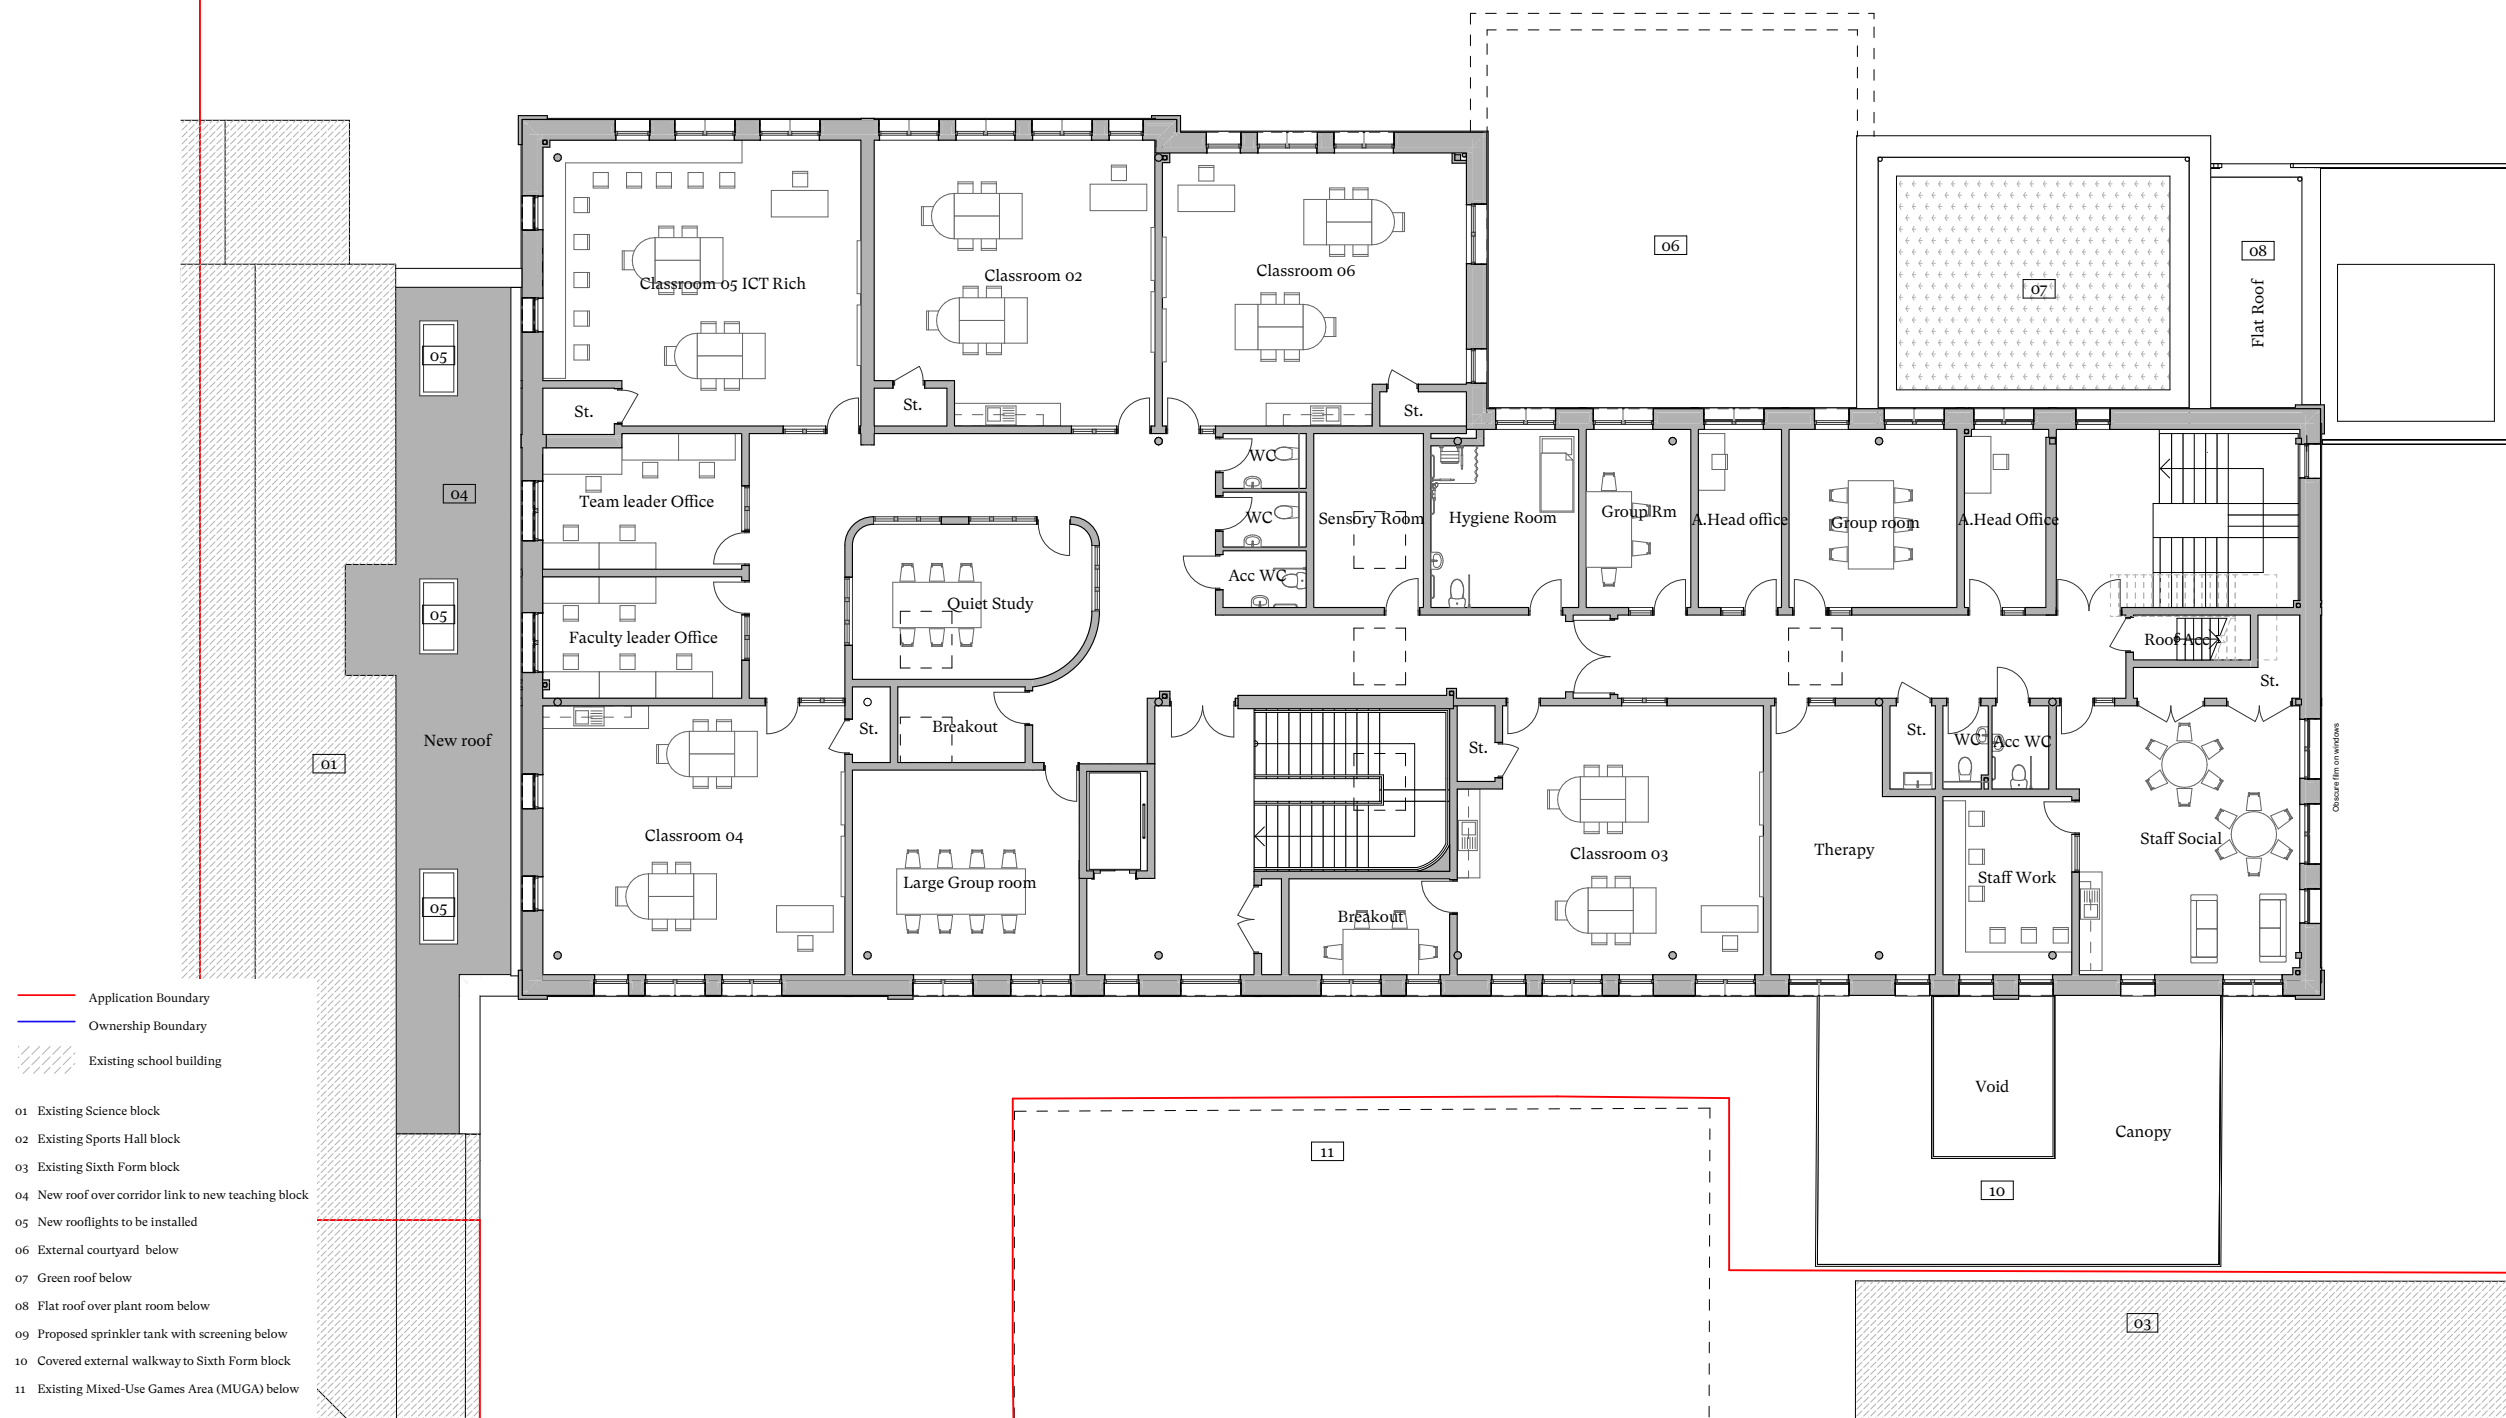 06
08
Flat Roof
07
Classroom 05 ICT Rich
Classroom 02
Classroom 06
05
St.
St.
St.
04
Team leader Office
WC
WC
Acc WC
Sensory Room
Hygiene Room
Group Rm
A.Head office
Group room
A.Head Office
Quiet Study
05
Faculty leader Office
Roof Acc
St.
New roof
01
St.
Breakout
St.
St.
WC
Acc WC
Obscure film on windows
Classroom 04
Classroom 03
Therapy
Staff Social
Large Group room
Staff Work
05
Breakout
Void
Canopy
10
11
03
Application Boundary
Ownership Boundary
Existing school building
01 Existing Science block
02 Existing Sports Hall block
03 Existing Sixth Form block
04 New roof over corridor link to new teaching block
05 New rooflights to be installed
06 External courtyard below
07 Green roof below
08 Flat roof over plant room below
09 Proposed sprinkler tank with screening below
10 Covered external walkway to Sixth Form block
11 Existing Mixed-Use Games Area (MUGA) below